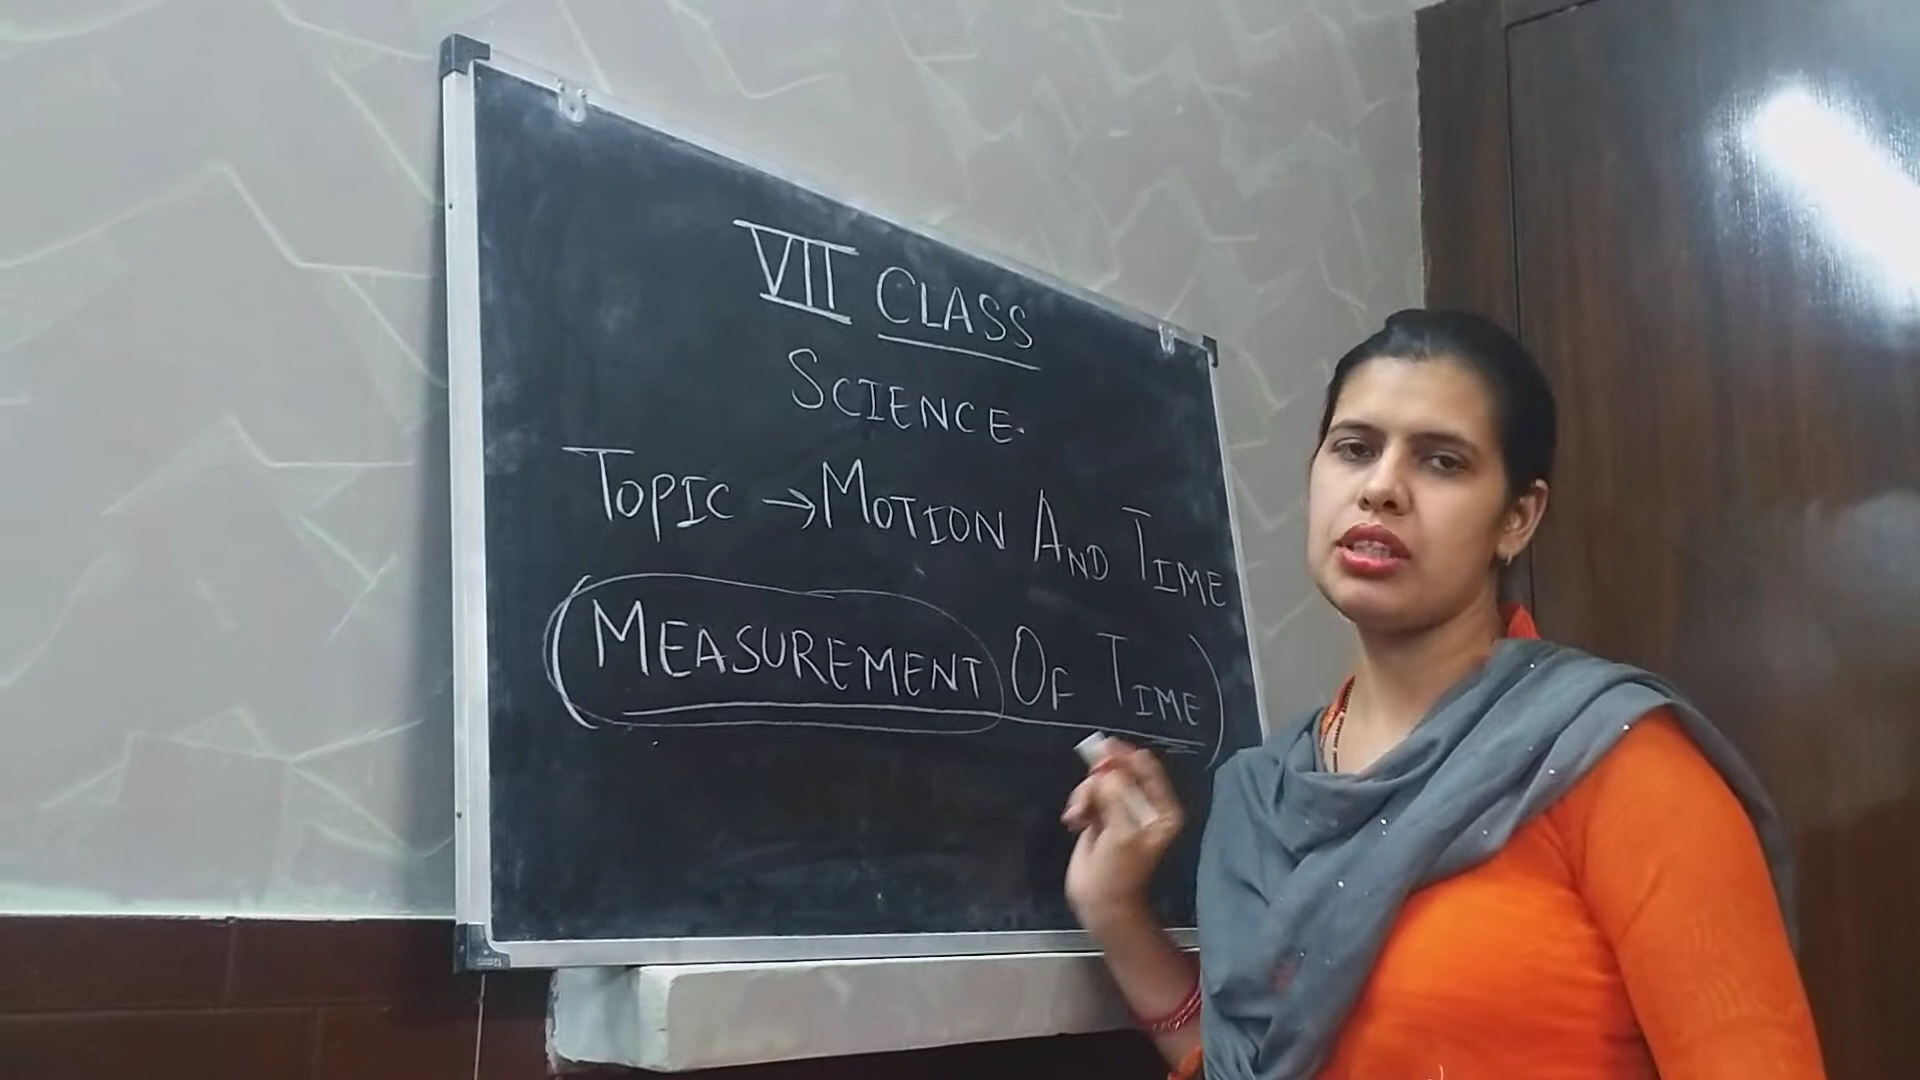 VII CLASS
SCIENCE.
TOPIC → MOTION AND TIME
(MEASUREMENT OF TIME)